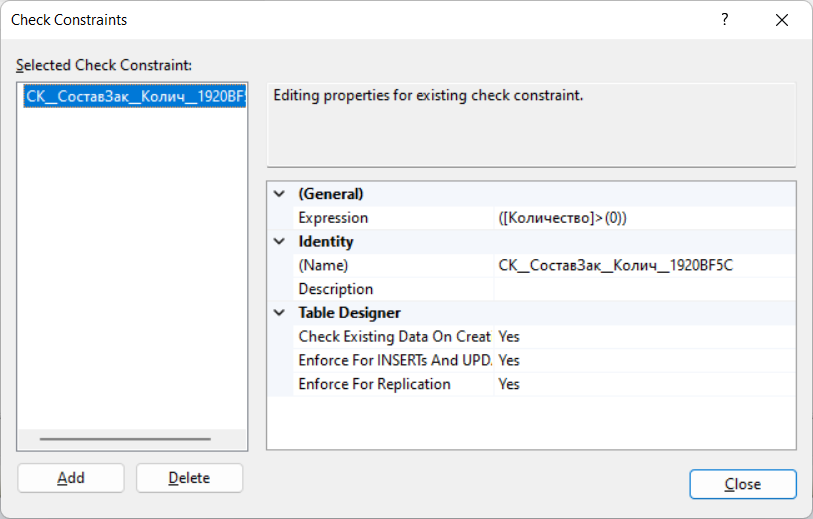 Check Constraints
?
Selected Check Constraint:
CK__СоставЗак__Колич__1920BF5
Editing properties for existing check constraint.
(General)
Expression ([Количество]>(0))
Identity
(Name) CK__СоставЗак__Колич__1920BF5C
Description
Table Designer
Check Existing Data On Creat Yes
Enforce For INSERTs And UPD. Yes
Enforce For Replication Yes
Add Delete
Close